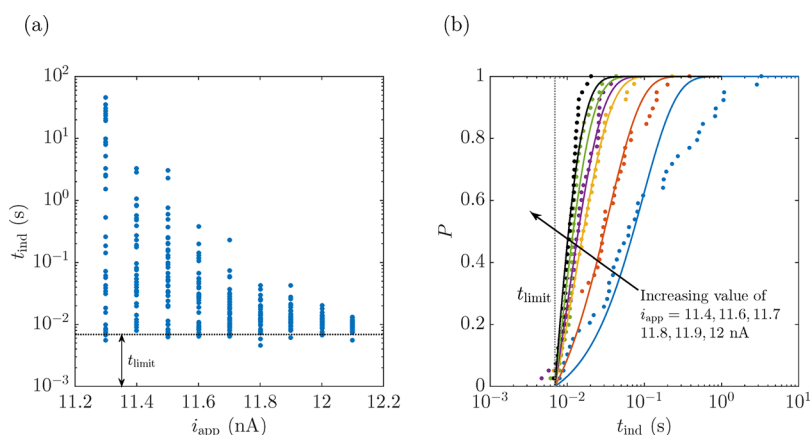 (a)
(b)
10^2
10^1
10^0
10^-1
10^-2
10^-3
t_ind (s)
t_limit
11.2 11.4 11.6 11.8 12 12.2
i_app (nA)
1
0.8
0.6
0.4
0.2
0
P
t_limit
Increasing value of
i_app = 11.4, 11.6, 11.7
11.8, 11.9, 12 nA
10^-3 10^-2 10^-1 10^0 10^1
t_ind (s)